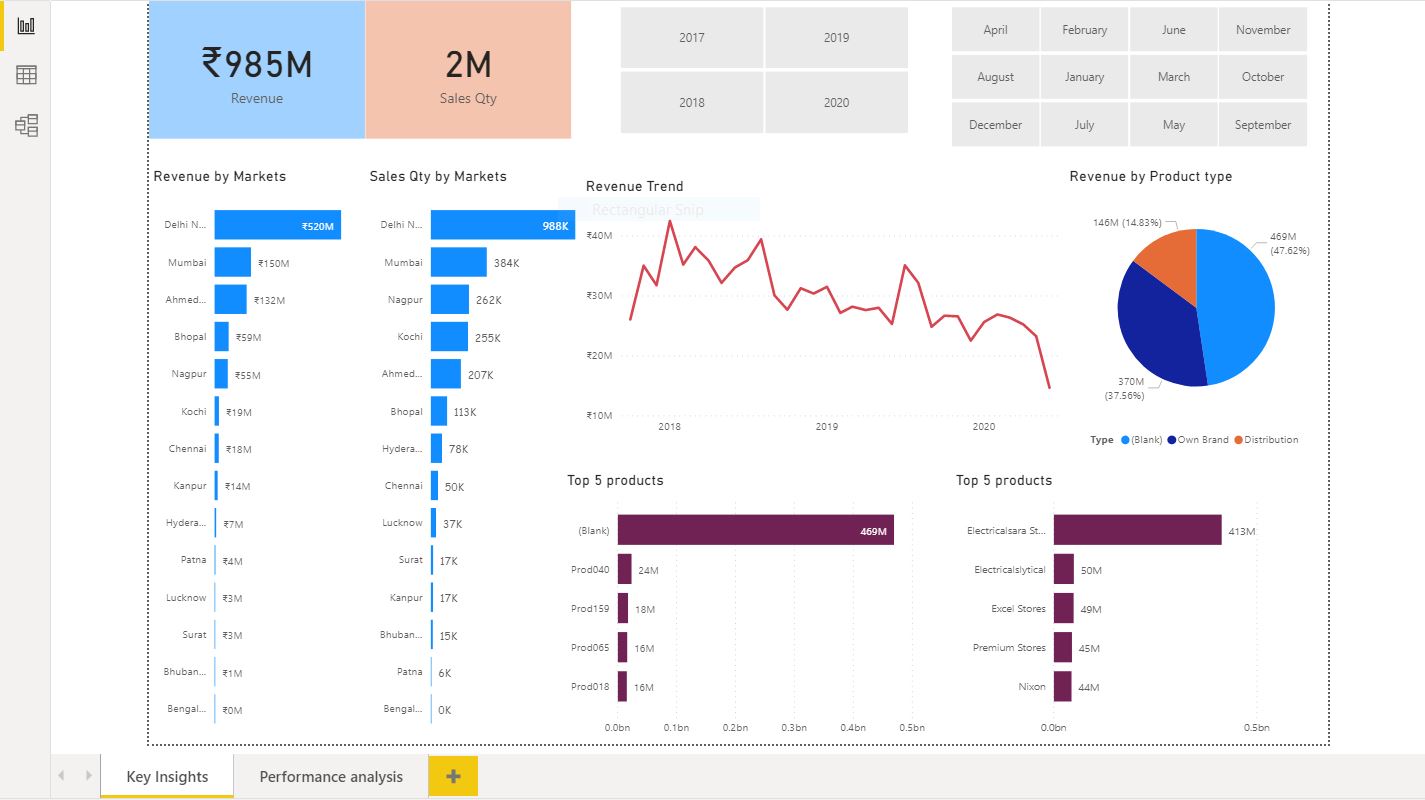 ₹985M
Revenue
2M
Sales Qty
2017
2019
2018
2020
April
February
June
November
August
January
March
October
December
July
May
September
Revenue by Markets
Delhi N...
₹520M
Mumbai
₹150M
Ahmed...
₹132M
Bhopal
₹59M
Nagpur
₹55M
Kochi
₹19M
Chennai
₹18M
Kanpur
₹14M
Hydera...
₹7M
Patna
₹4M
Lucknow
₹3M
Surat
₹3M
Bhuban...
₹1M
Bengal...
₹0M
Sales Qty by Markets
Delhi N...
988K
Mumbai
384K
Nagpur
262K
Kochi
255K
Ahmed...
207K
Bhopal
113K
Hydera...
78K
Chennai
50K
Lucknow
37K
Surat
17K
Kanpur
17K
Bhuban...
15K
Patna
6K
Bengal...
0K
Revenue Trend
Rectangular Snip
₹40M
₹30M
₹20M
₹10M
2018
2019
2020
Revenue by Product type
146M (14.83%)
469M
(47.62%)
370M
(37.56%)
Type
(Blank)
Own Brand
Distribution
Top 5 products
(Blank)
469M
Prod040
24M
Prod159
18M
Prod065
16M
Prod018
16M
0.0bn
0.1bn
0.2bn
0.3bn
0.4bn
0.5bn
Top 5 products
Electricalsara St...
413M
Electricalslytical
50M
Excel Stores
49M
Premium Stores
45M
Nixon
44M
0.0bn
0.5bn
Key Insights
Performance analysis